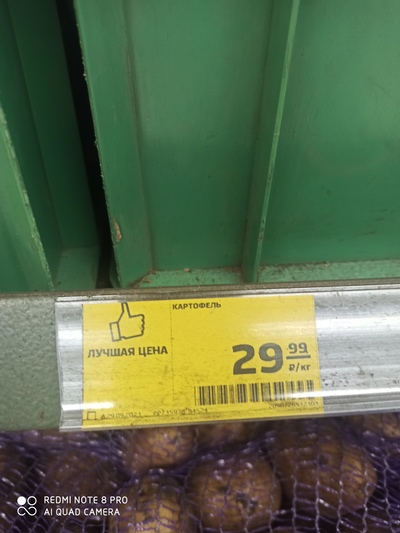 КАРТОФЕЛЬ
ЛУЧШАЯ ЦЕНА
29 99
₽/кг
REDMI NOTE 8 PRO
AI QUAD CAMERA